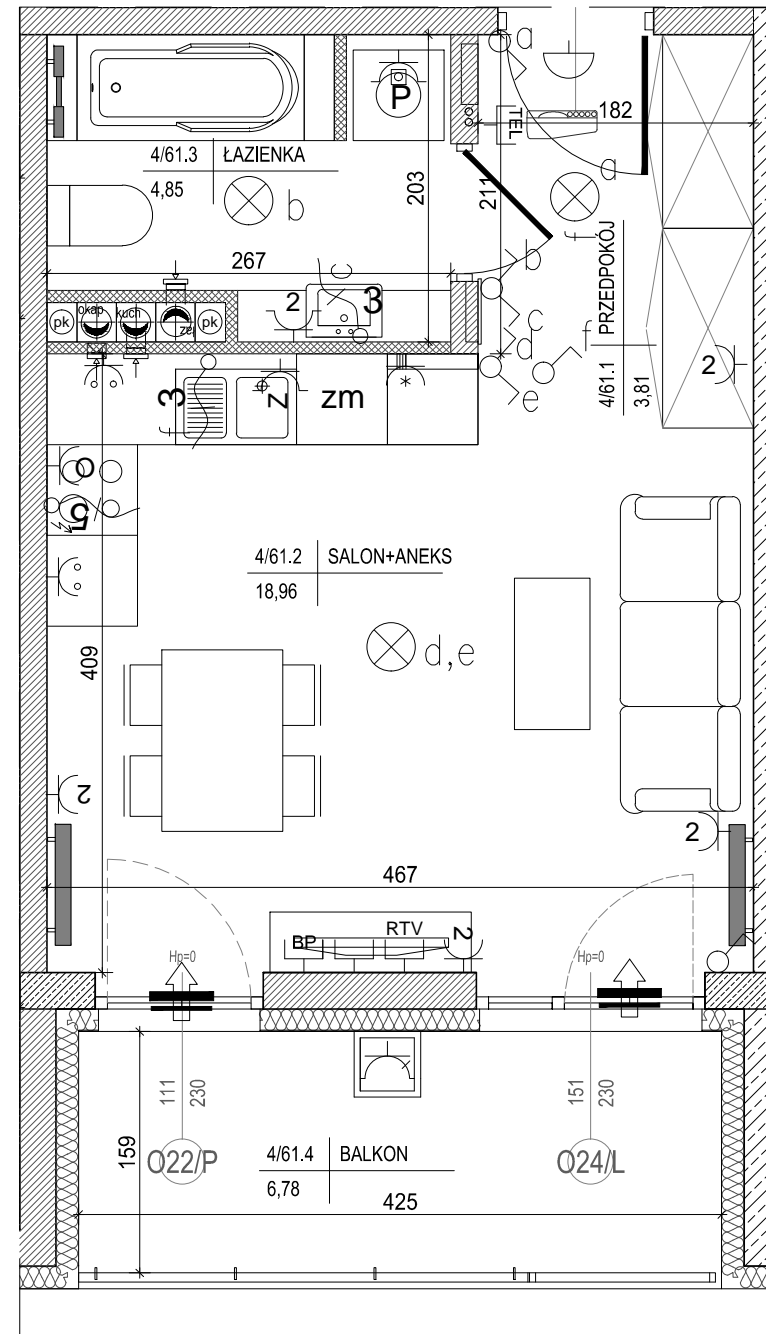 a
P
TEL
182
4/61.3 ŁAZIENKA
4,85
b
203
211
a
f
267
b
c
3
2
c
d
e
f
4/61.1 PRZEDPOKÓJ
3,81
2
pk
okap
kuch
pk
f
3
z
zm
*
5
4/61.2 SALON+ANEKS
18,96
d,e
409
2
2
467
BP
RTV
2
Hp=0
Hp=0
111
230
151
230
159
O22/P
O24/L
4/61.4 BALKON
6,78
425